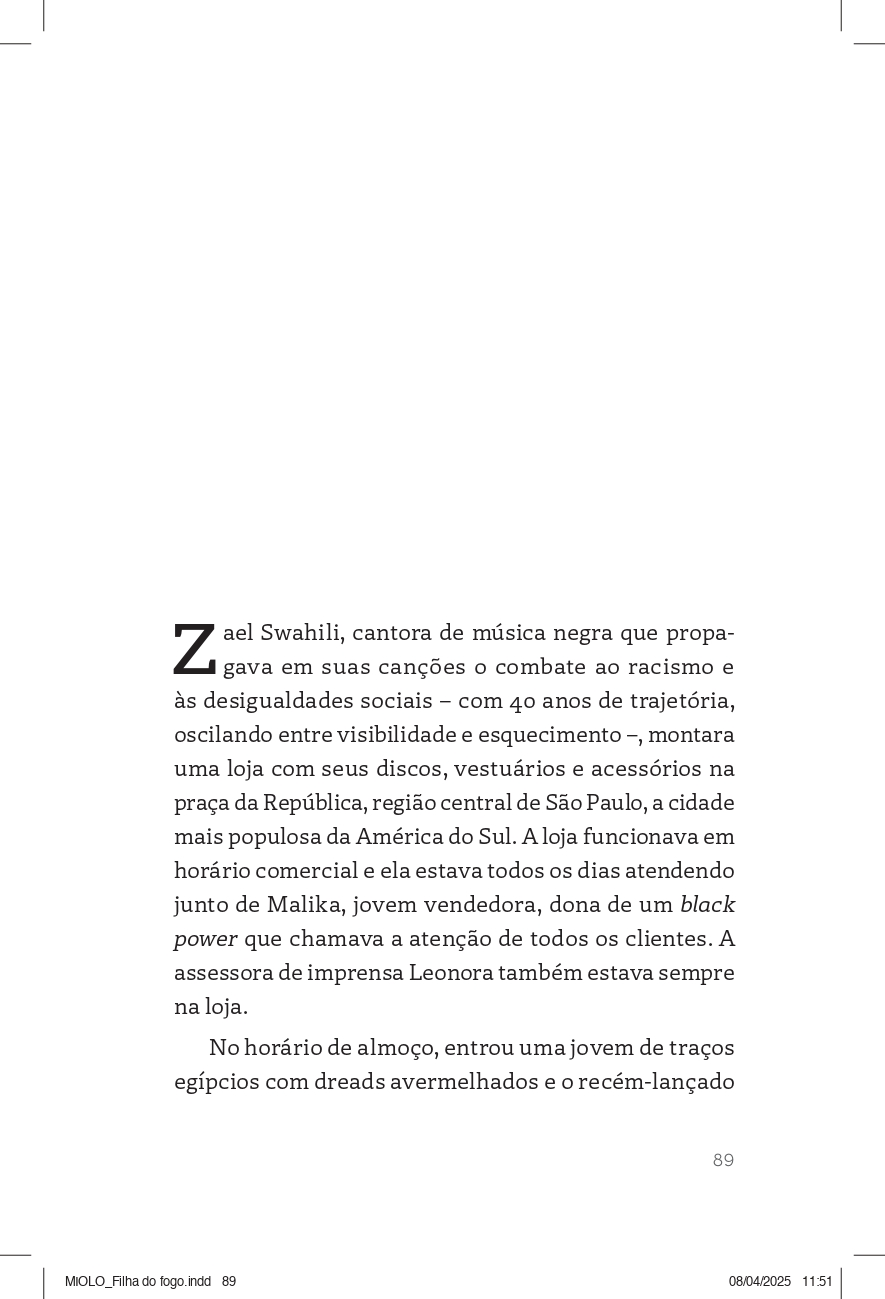 Zael Swahili, cantora de música negra que propa-
gava em suas canções o combate ao racismo e
às desigualdades sociais – com 40 anos de trajetória,
oscilando entre visibilidade e esquecimento –, montara
uma loja com seus discos, vestuários e acessórios na
praça da República, região central de São Paulo, a cidade
mais populosa da América do Sul. A loja funcionava em
horário comercial e ela estava todos os dias atendendo
junto de Malika, jovem vendedora, dona de um black
power que chamava a atenção de todos os clientes. A
assessora de imprensa Leonora também estava sempre
na loja.
No horário de almoço, entrou uma jovem de traços
egípcios com dreads avermelhados e o recém-lançado
89
MIOLO_Filha do fogo.indd 89
08/04/2025 11:51